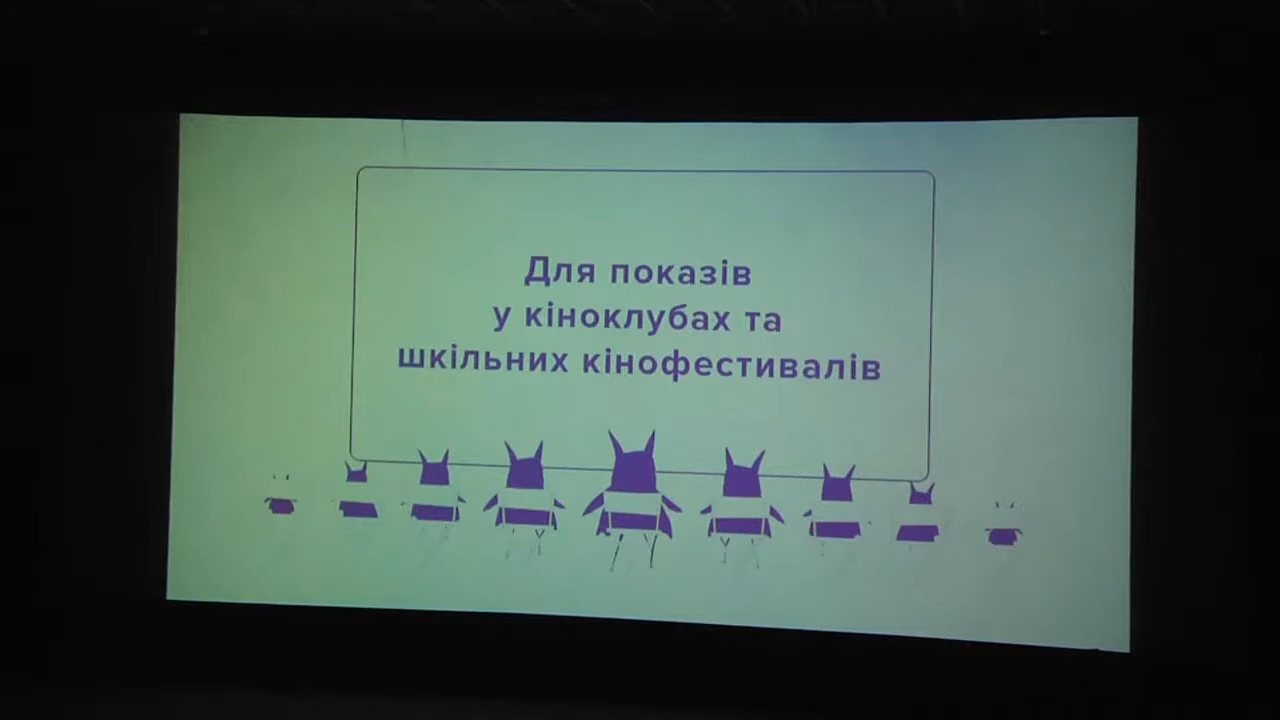 Для показів
у кіноклубах та
шкільних кінофестивалів